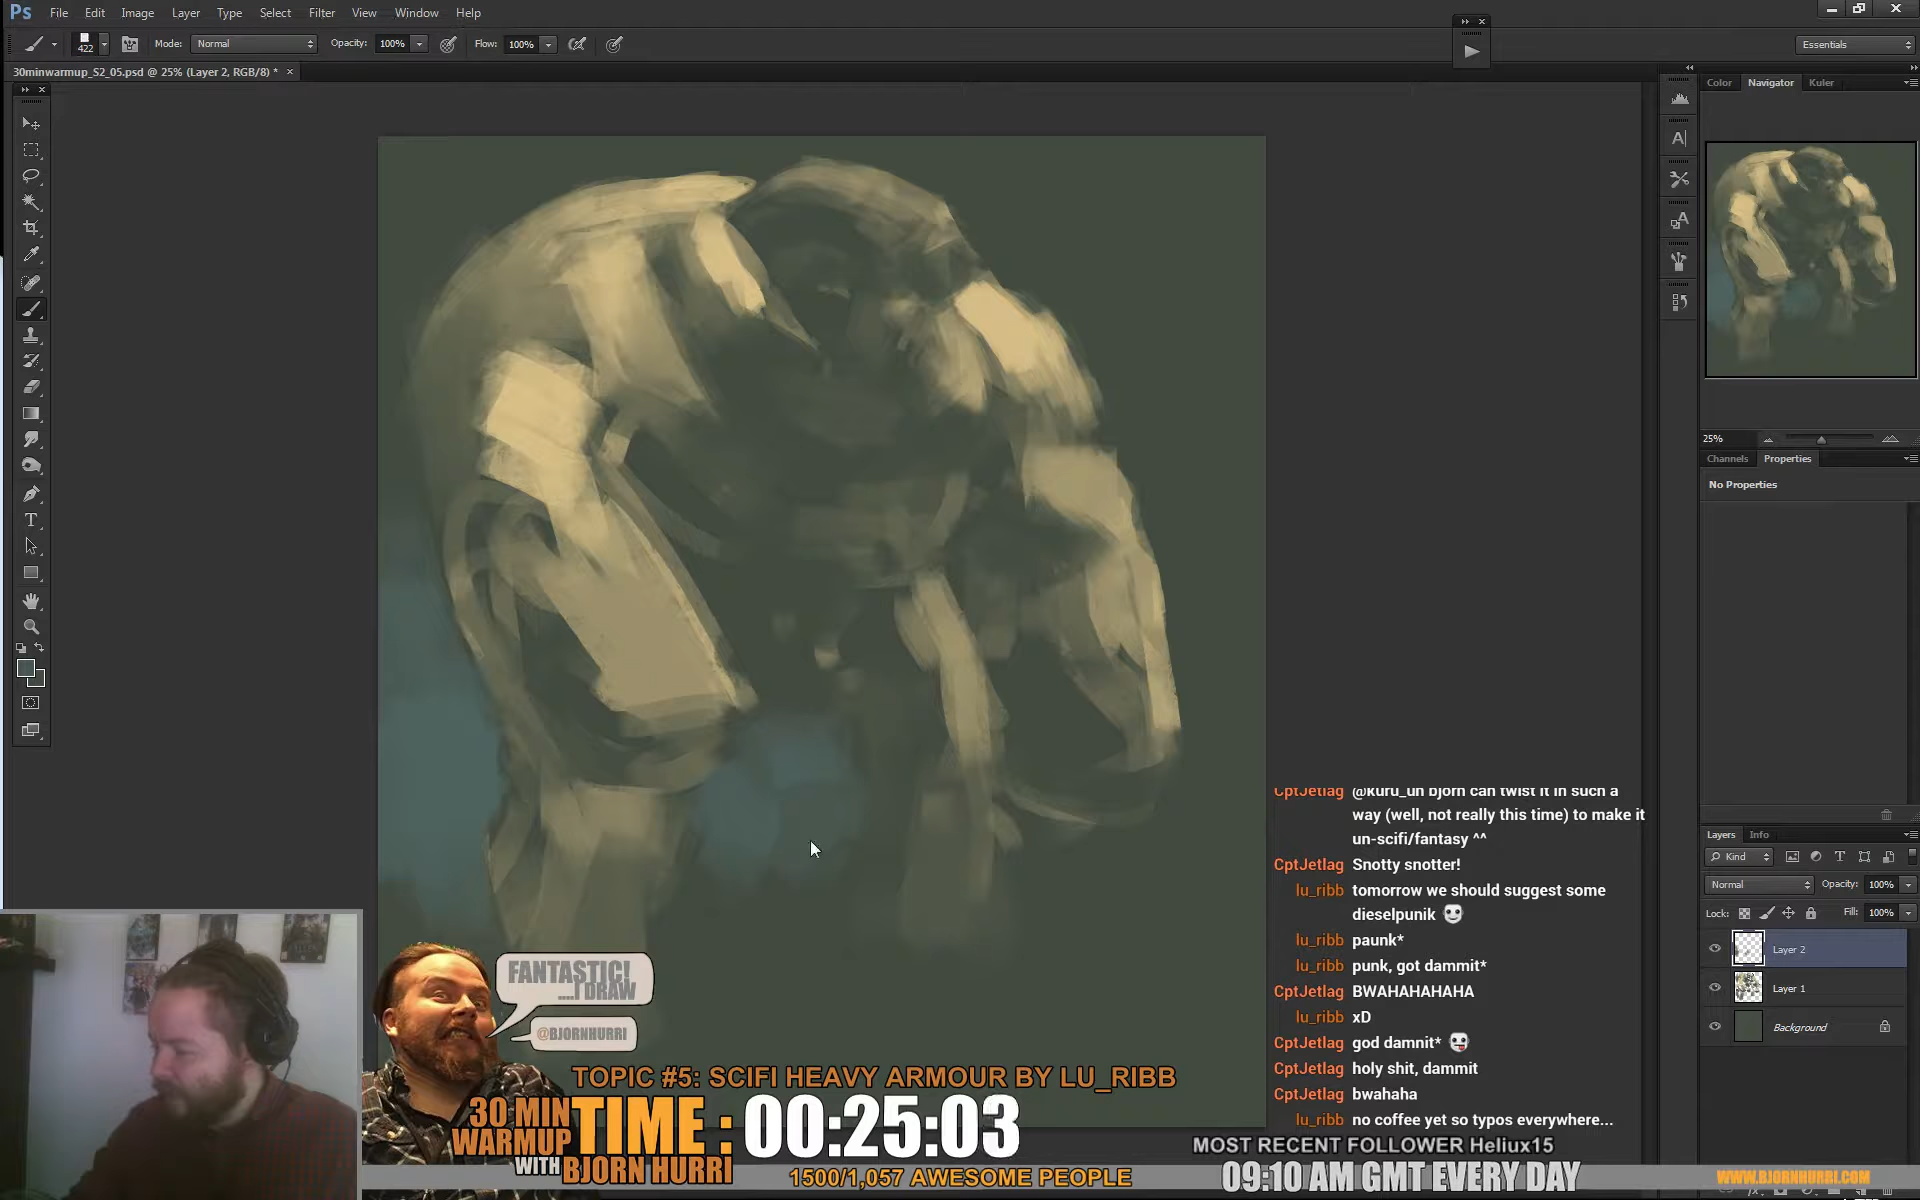 Ps File Edit Image Layer Type Select Filter View Window Help
422 Mode: Normal Opacity: 100% Flow: 100% Essentials
30minwarmup_S2_05.psd @ 25% (Layer 2, RGB/8) * ×
Color Navigator Kuler
25%
Channels Properties
No Properties
Layers Info
Kind
Normal Opacity: 100%
Lock: Fill: 100%
Layer 2
Layer 1
Background
CptJetlag @kuru_un bjorn can twist it in such a
way (well, not really this time) to make it
un-scifi/fantasy ^^
CptJetlag Snotty snotter!
lu_ribb tomorrow we should suggest some
dieselpunik
lu_ribb paunk*
lu_ribb punk, got dammit*
CptJetlag BWAHAHAHAHA
lu_ribb xD
CptJetlag god damnit*
CptJetlag holy shit, dammit
CptJetlag bwahaha
lu_ribb no coffee yet so typos everywhere...
FANTASTIC!
....I DRAW
@BJORNHURRI
TOPIC #5: SCIFI HEAVY ARMOUR BY LU_RIBB
30 MIN
WARMUP
WITH BJORN HURRI
TIME : 00:25:03
1500/1,057 AWESOME PEOPLE
MOST RECENT FOLLOWER Heliux15
09:10 AM GMT EVERY DAY
WWW.BJORNHURRI.COM